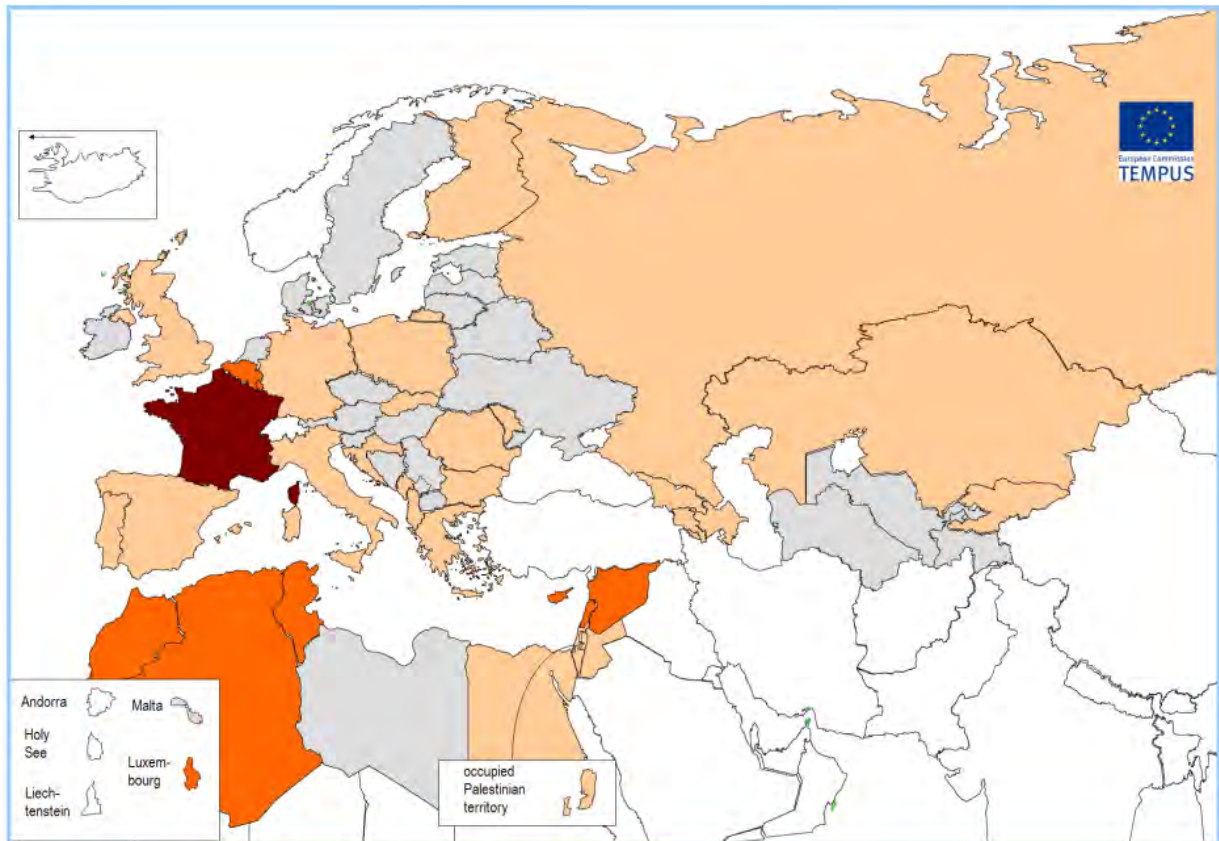 European Commission
TEMPUS
Andorra
Malta
Holy
See
Luxem-
bourg
Liech-
tenstein
occupied
Palestinian
territory